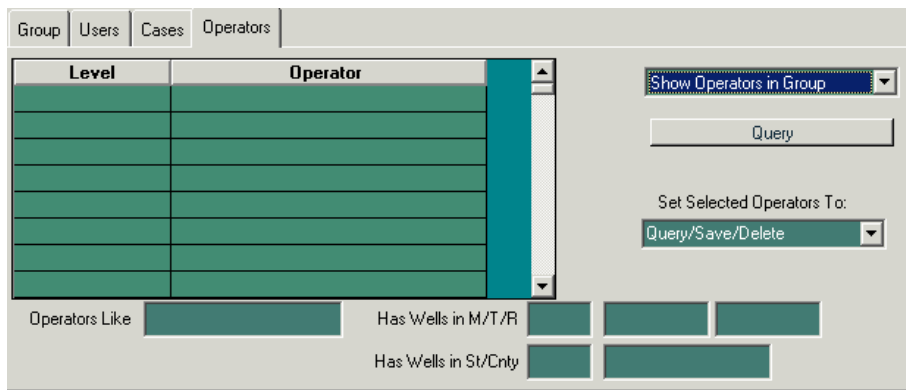 Group Users Cases Operators
Level Operator
Show Operators in Group
Query
Set Selected Operators To:
Query/Save/Delete
Operators Like Has Wells in M/T/R
Has Wells in St/Cnty